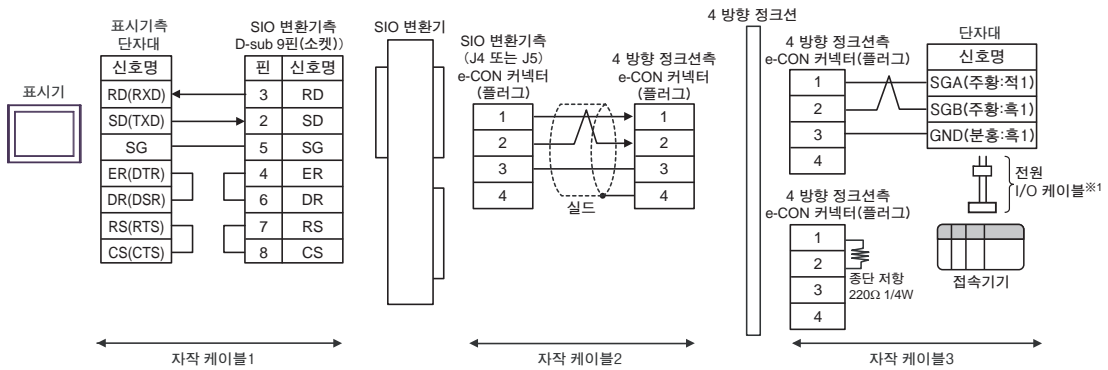 표시기
표시기측
단자대
신호명
RD(RXD)
SD(TXD)
SG
ER(DTR)
DR(DSR)
RS(RTS)
CS(CTS)
SIO 변환기측
D-sub 9핀(소켓))
핀 신호명
3 RD
2 SD
5 SG
4 ER
6 DR
7 RS
8 CS
자작 케이블1
SIO 변환기
SIO 변환기측
(J4 또는 J5)
e-CON 커넥터
(플러그)
1
2
3
4
실드
4 방향 정크션측
e-CON 커넥터
(플러그)
1
2
3
4
자작 케이블2
4 방향 정크션
4 방향 정크션측
e-CON 커넥터(플러그)
1
2
3
4
단자대
신호명
SGA(주황:적1)
SGB(주황:흑1)
GND(분홍:흑1)
전원
I/O 케이블※1
접속기기
4 방향 정크션측
e-CON 커넥터(플러그)
1
2
3
4
종단 저항
220Ω 1/4W
자작 케이블3